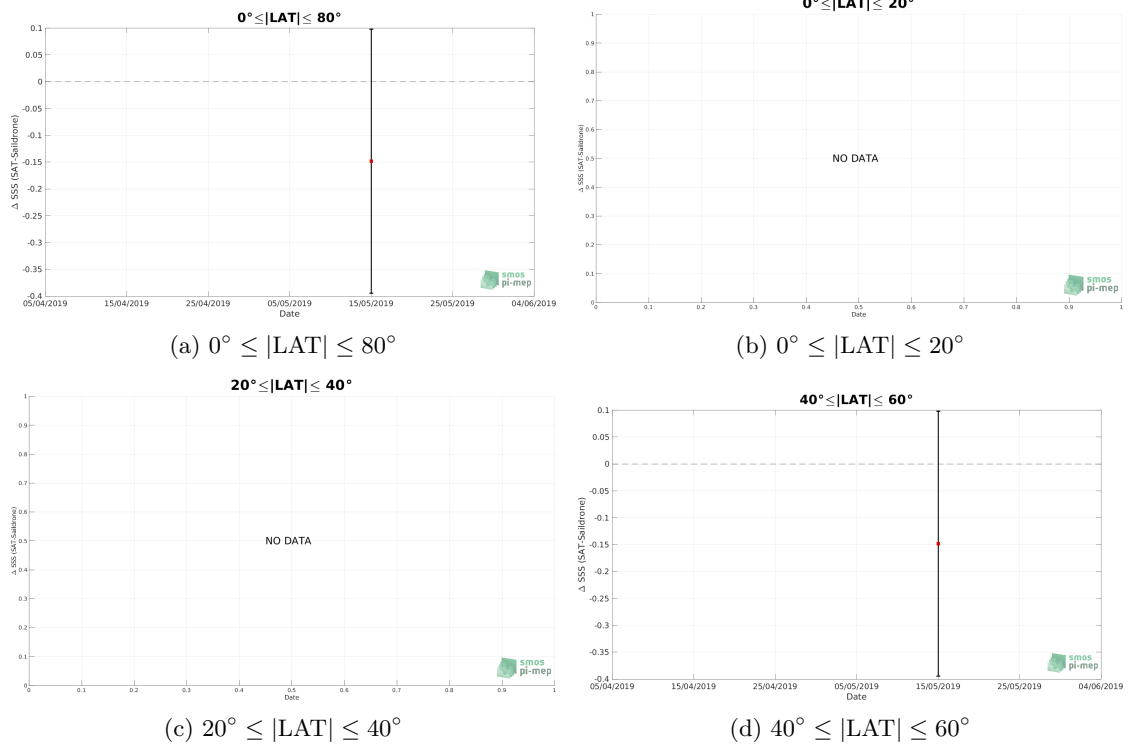 0°≤|LAT|≤ 80°
0.1
0.05
0
-0.05
-0.1
-0.15
-0.2
-0.25
-0.3
-0.35
-0.4
Δ SSS (SAT-Saildrone)
05/04/2019 15/04/2019 25/04/2019 05/05/2019 15/05/2019 25/05/2019 04/06/2019
Date
smos
pi-mep
(a) 0° ≤ |LAT| ≤ 80°
0°≤|LAT|≤ 20°
1
0.9
0.8
0.7
0.6
0.5
0.4
0.3
0.2
0.1
0
Δ SSS (SAT-Saildrone)
NO DATA
0 0.1 0.2 0.3 0.4 0.5 0.6 0.7 0.8 0.9 1
Date
smos
pi-mep
(b) 0° ≤ |LAT| ≤ 20°
20°≤|LAT|≤ 40°
1
0.9
0.8
0.7
0.6
0.5
0.4
0.3
0.2
0.1
0
Δ SSS (SAT-Saildrone)
NO DATA
0 0.1 0.2 0.3 0.4 0.5 0.6 0.7 0.8 0.9 1
Date
smos
pi-mep
(c) 20° ≤ |LAT| ≤ 40°
40°≤|LAT|≤ 60°
0.1
0.05
0
-0.05
-0.1
-0.15
-0.2
-0.25
-0.3
-0.35
-0.4
Δ SSS (SAT-Saildrone)
05/04/2019 15/04/2019 25/04/2019 05/05/2019 15/05/2019 25/05/2019 04/06/2019
Date
smos
pi-mep
(d) 40° ≤ |LAT| ≤ 60°